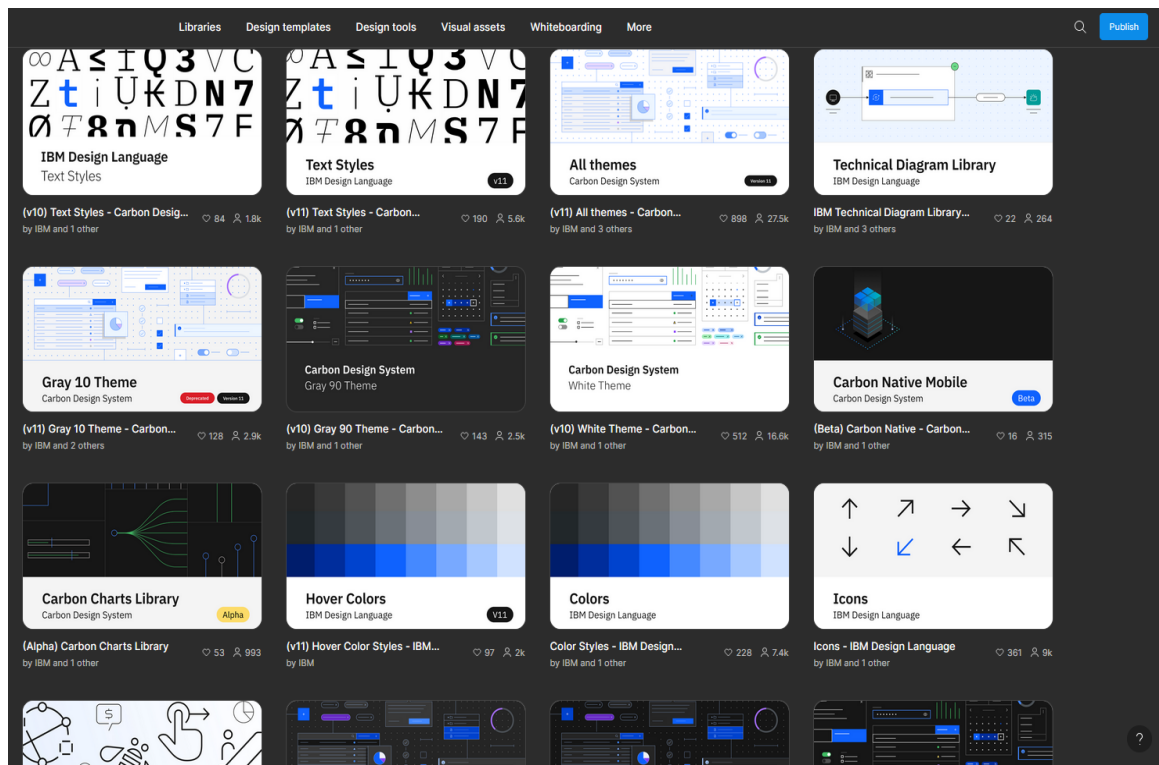 Libraries Design templates Design tools Visual assets Whiteboarding More Publish
IBM Design Language
Text Styles
(v10) Text Styles - Carbon Desig... 84 1.8k
by IBM and 1 other
Text Styles
IBM Design Language v11
(v11) Text Styles - Carbon... 190 5.6k
by IBM and 1 other
All themes
Carbon Design System Version 11
(v11) All themes - Carbon... 898 27.5k
by IBM and 3 others
Technical Diagram Library
IBM Design Language
IBM Technical Diagram Library... 22 264
by IBM and 3 others
Gray 10 Theme
Carbon Design System Deprecated Version 11
(v11) Gray 10 Theme - Carbon... 128 2.9k
by IBM and 2 others
Carbon Design System
Gray 90 Theme
(v10) Gray 90 Theme - Carbon... 143 2.5k
by IBM and 1 other
Carbon Design System
White Theme
(v10) White Theme - Carbon... 512 16.6k
by IBM and 1 other
Carbon Native Mobile
Carbon Design System Beta
(Beta) Carbon Native - Carbon... 16 315
by IBM and 1 other
Carbon Charts Library
Carbon Design System Alpha
(Alpha) Carbon Charts Library 53 993
by IBM and 1 other
Hover Colors
IBM Design Language V11
(v11) Hover Color Styles - IBM... 97 2k
by IBM
Colors
IBM Design Language
Color Styles - IBM Design... 228 7.4k
by IBM and 1 other
Icons
IBM Design Language
Icons - IBM Design Language 361 9k
by IBM and 1 other
?